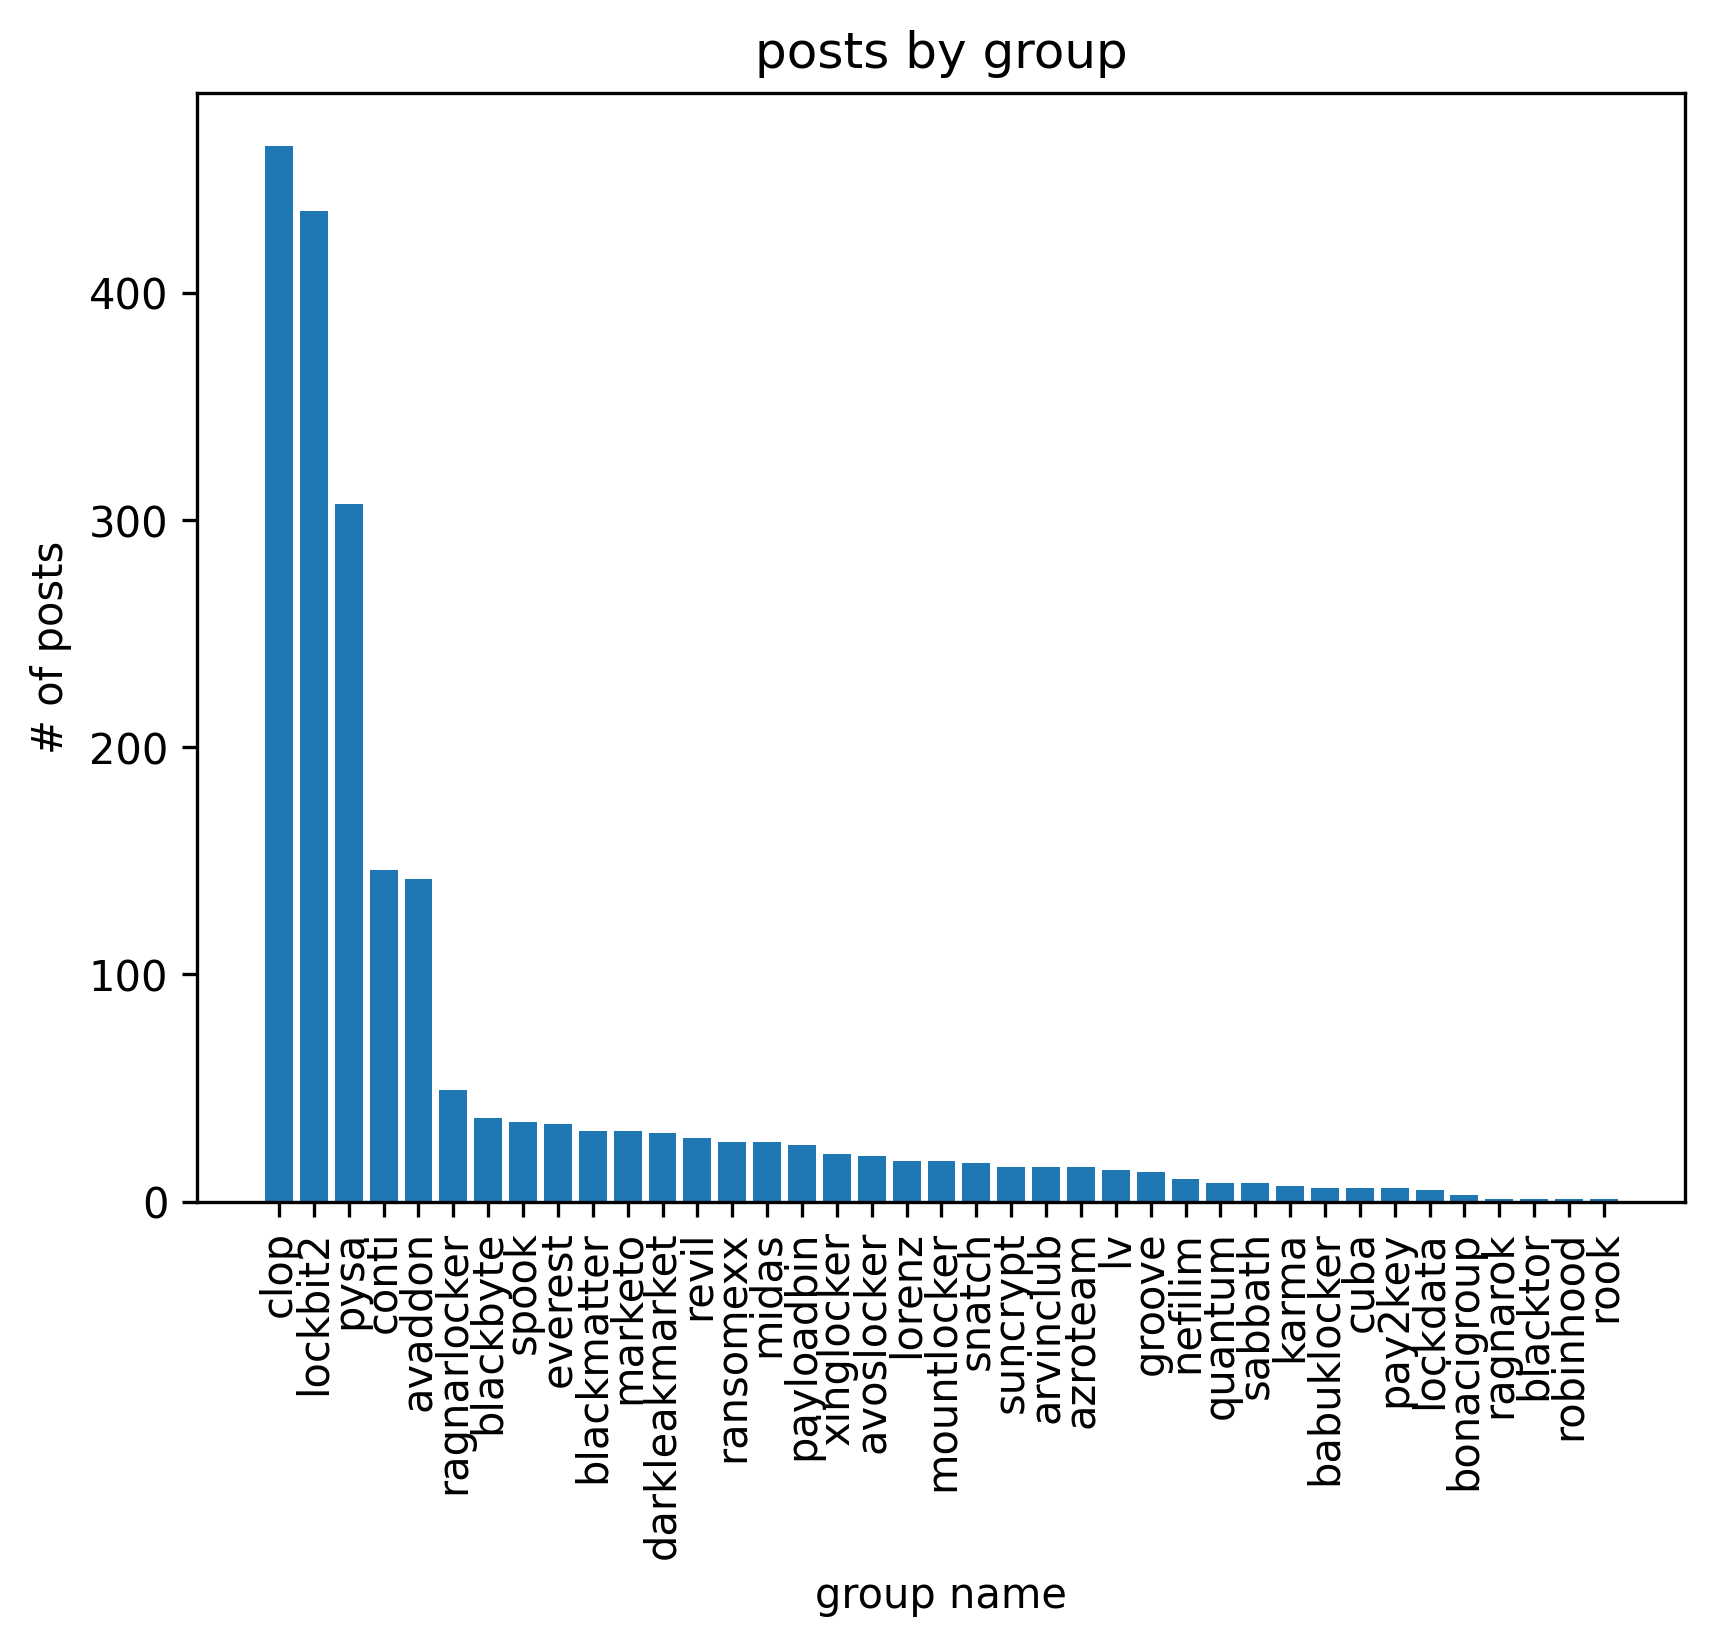 posts by group
# of posts
400
300
200
100
0
clop
lockbit2
pysa
conti
avaddon
ragnarlocker
blackbyte
spook
everest
blackmatter
marketo
darkleakmarket
revil
ransomexx
midas
payloadbin
xinglocker
avoslocker
lorenz
mountlocker
snatch
suncrypt
arvinclub
azroteam
lv
groove
nefilim
quantum
sabbath
karma
babuklocker
cuba
pay2key
lockdata
bonacigroup
ragnarok
blacktor
robinhood
rook
group name